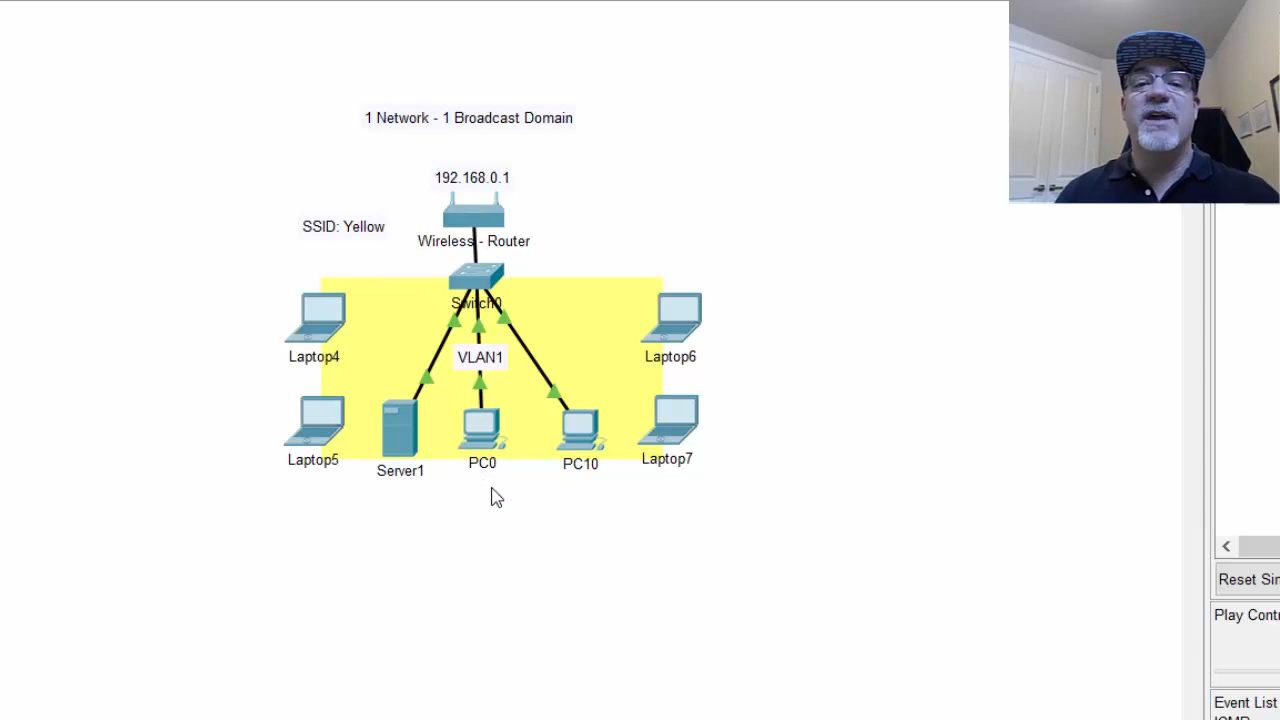 1 Network - 1 Broadcast Domain
192.168.0.1
SSID: Yellow
Wireless - Router
Switch0
Laptop4
VLAN1
Laptop6
Laptop5
Server1
PC0
PC10
Laptop7
Reset Sin
Play Contr
Event List